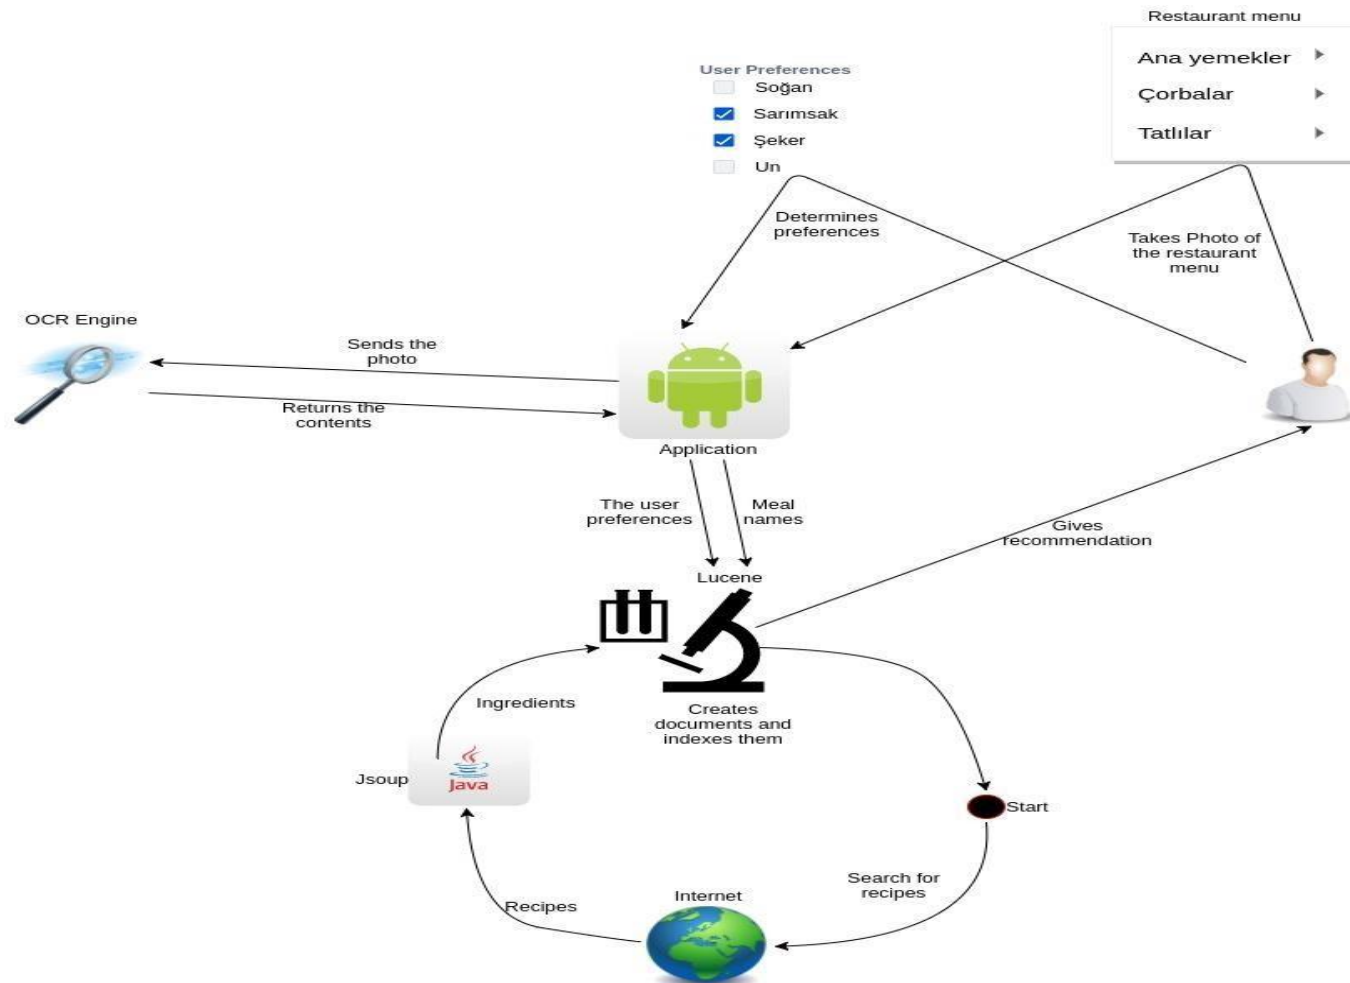 Restaurant menu
Ana yemekler
Çorbalar
Tatlılar
User Preferences
Soğan
Sarımsak
Şeker
Un
Determines
preferences
Takes Photo of
the restaurant
menu
OCR Engine
Sends the
photo
Returns the
contents
Application
The user
preferences
Meal
names
Gives
recommendation
Lucene
Creates
documents and
indexes them
Ingredients
Jsoup
Java
Start
Search for
recipes
Internet
Recipes